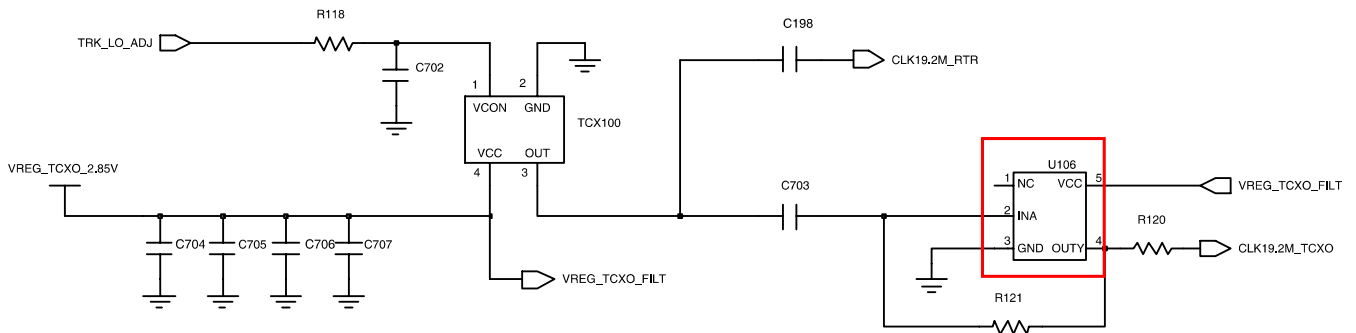 R118
C198
TRK_LO_ADJ
C702
CLK19.2M_RTR
1
2
VCON
GND
TCX100
VCC
OUT
4
3
VREG_TCXO_2.85V
U106
C703
1
NC
VCC
5
VREG_TCXO_FILT
2
INA
R120
C704
C705
C706
C707
3
GND
OUTY
4
CLK19.2M_TCXO
VREG_TCXO_FILT
R121